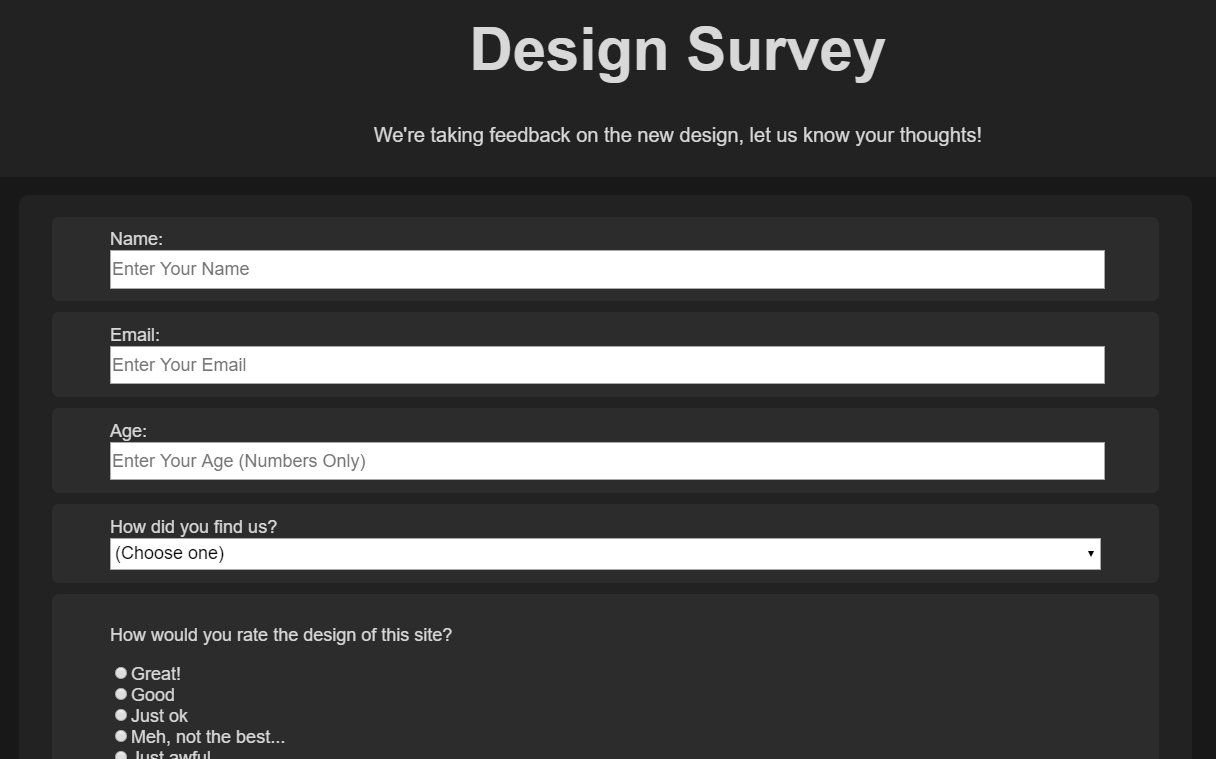 Design Survey
We're taking feedback on the new design, let us know your thoughts!
Name:
Enter Your Name
Email:
Enter Your Email
Age:
Enter Your Age (Numbers Only)
How did you find us?
(Choose one)
How would you rate the design of this site?
Great!
Good
Just ok
Meh, not the best...
Just awful